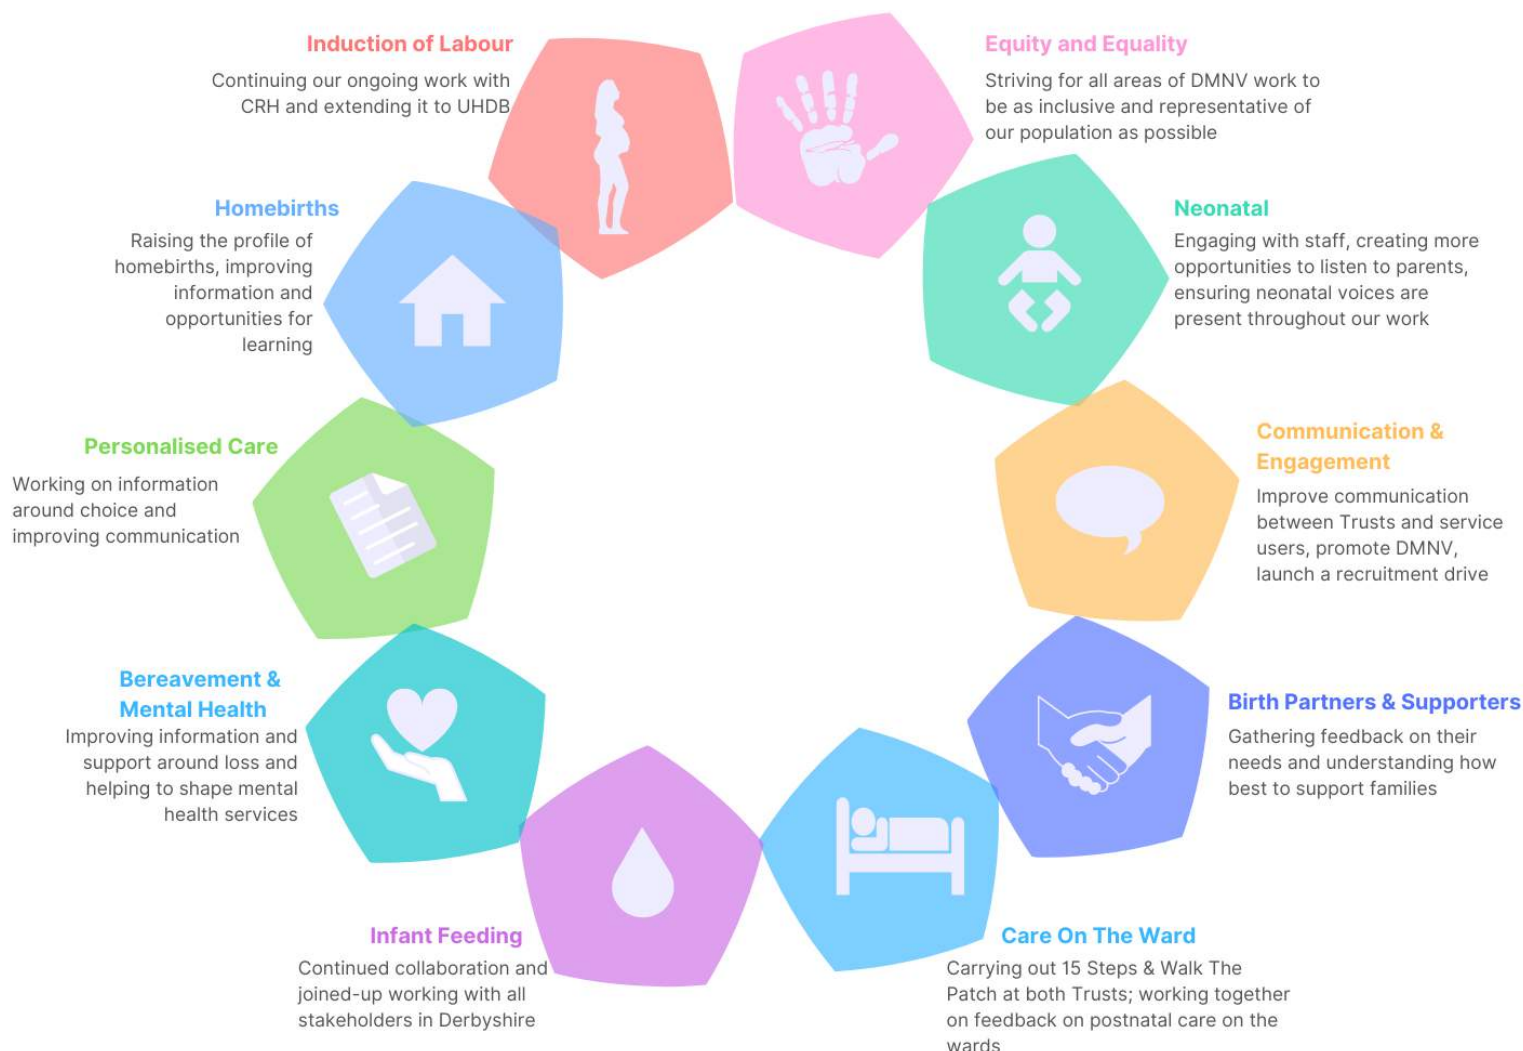 Induction of Labour
Continuing our ongoing work with
CRH and extending it to UHDB
Equity and Equality
Striving for all areas of DMNV work to
be as inclusive and representative of
our population as possible
Homebirths
Raising the profile of
homebirths, improving
information and
opportunities for
learning
Neonatal
Engaging with staff, creating more
opportunities to listen to parents,
ensuring neonatal voices are
present throughout our work
Personalised Care
Working on information
around choice and
improving communication
Communication &
Engagement
Improve communication
between Trusts and service
users, promote DMNV,
launch a recruitment drive
Bereavement &
Mental Health
Improving information and
support around loss and
helping to shape mental
health services
Birth Partners & Supporters
Gathering feedback on their
needs and understanding how
best to support families
Infant Feeding
Continued collaboration and
joined-up working with all
stakeholders in Derbyshire
Care On The Ward
Carrying out 15 Steps & Walk The
Patch at both Trusts; working together
on feedback on postnatal care on the
wards